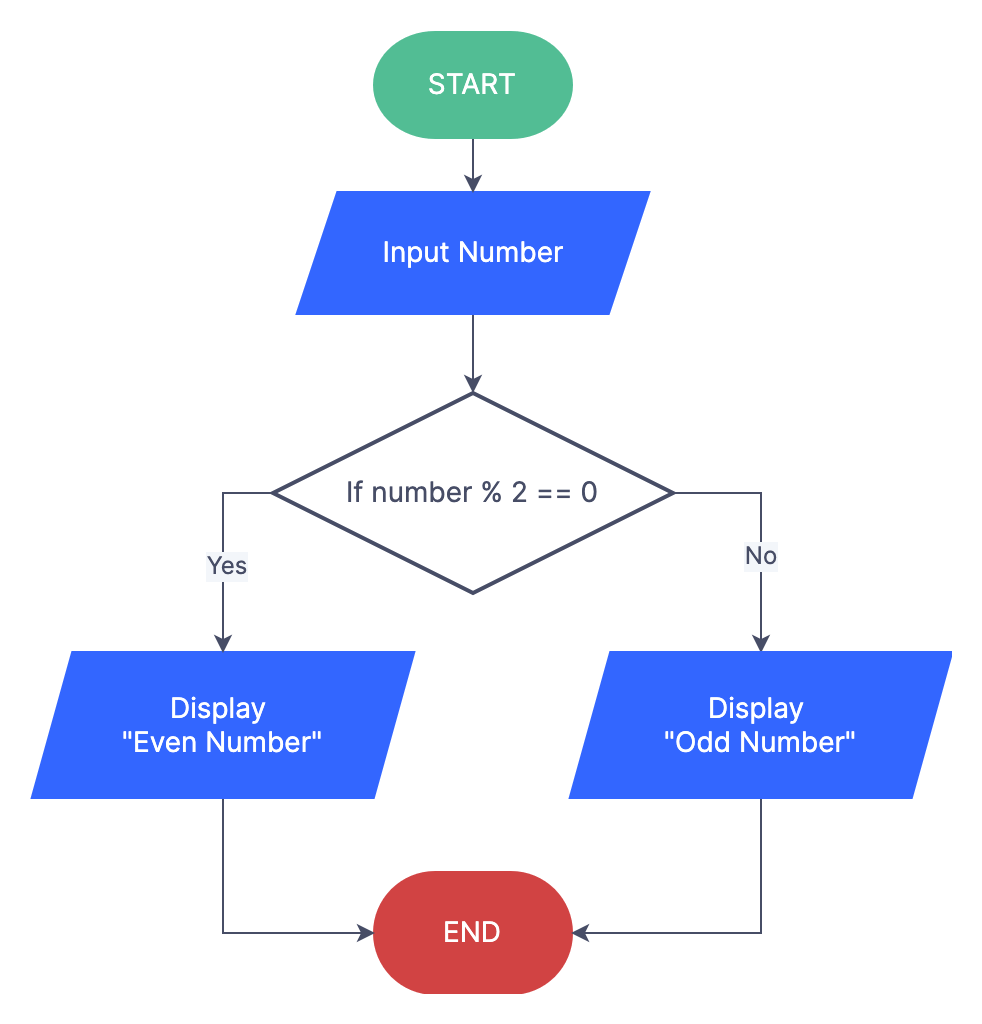 START
Input Number
If number % 2 == 0
Yes
No
Display
"Even Number"
Display
"Odd Number"
END